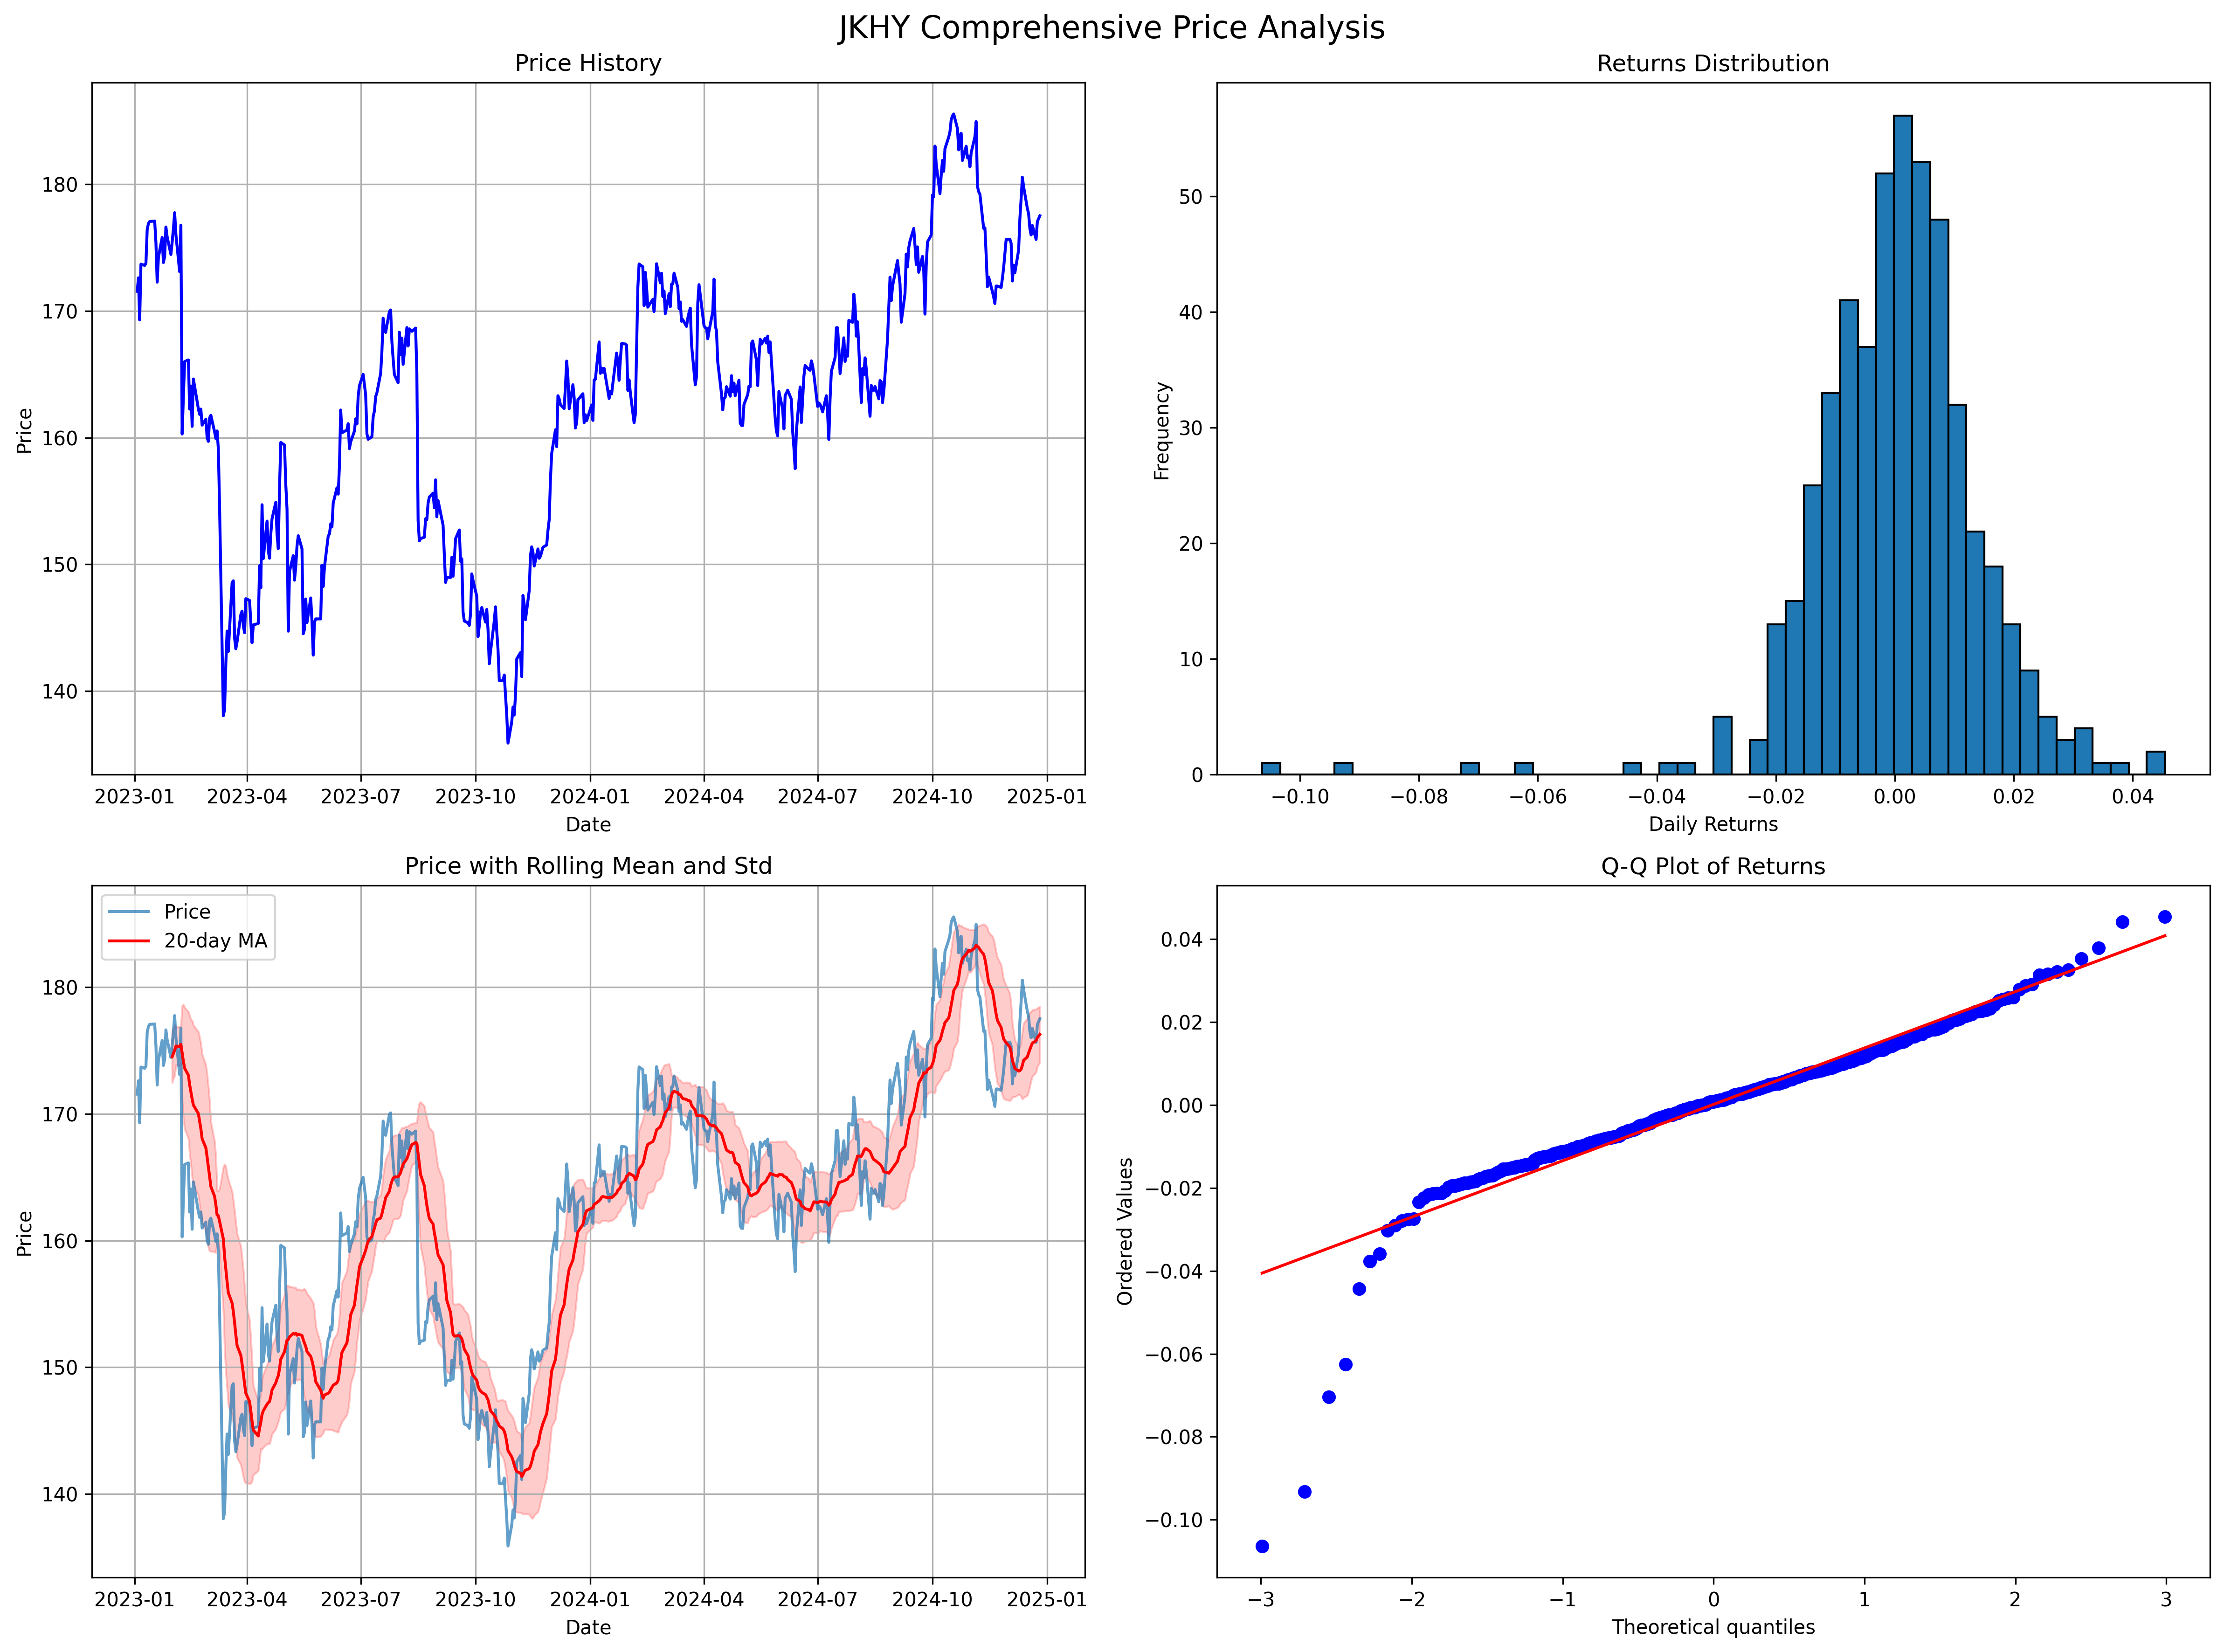 JKHY Comprehensive Price Analysis
Price History
Price
180
170
160
150
140
2023-01 2023-04 2023-07 2023-10 2024-01 2024-04 2024-07 2024-10 2025-01
Date
Returns Distribution
Frequency
50
40
30
20
10
0
−0.10 −0.08 −0.06 −0.04 −0.02 0.00 0.02 0.04
Daily Returns
Price with Rolling Mean and Std
Price
20-day MA
Price
180
170
160
150
140
2023-01 2023-04 2023-07 2023-10 2024-01 2024-04 2024-07 2024-10 2025-01
Date
Q-Q Plot of Returns
Ordered Values
0.04
0.02
0.00
−0.02
−0.04
−0.06
−0.08
−0.10
−3 −2 −1 0 1 2 3
Theoretical quantiles